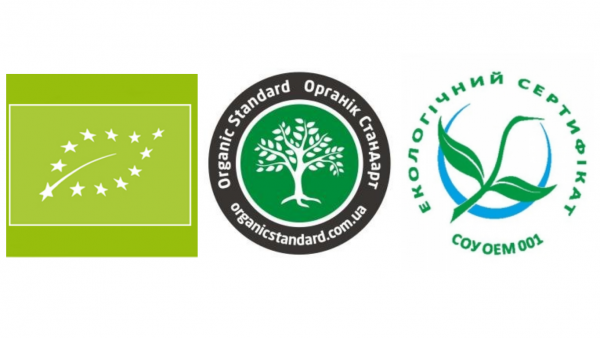 Organic Standard Органік Стандарт
organicstandard.com.ua
ЕКОЛОГІЧНИЙ СЕРТИФІКАТ
СОУ ОЕМ 001